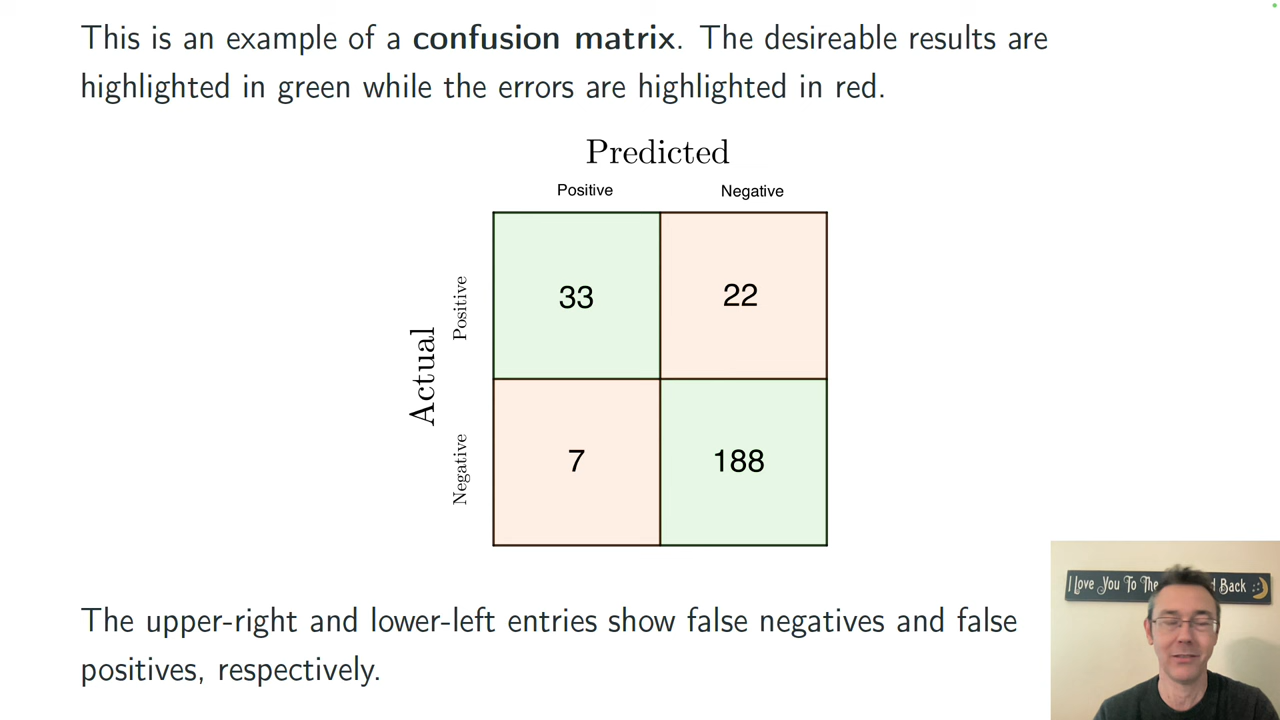 This is an example of a confusion matrix. The desireable results are
highlighted in green while the errors are highlighted in red.
Predicted
Positive Negative
Actual
Positive
33 22
Negative
7 188
I Love You To The d Back
The upper-right and lower-left entries show false negatives and false
positives, respectively.